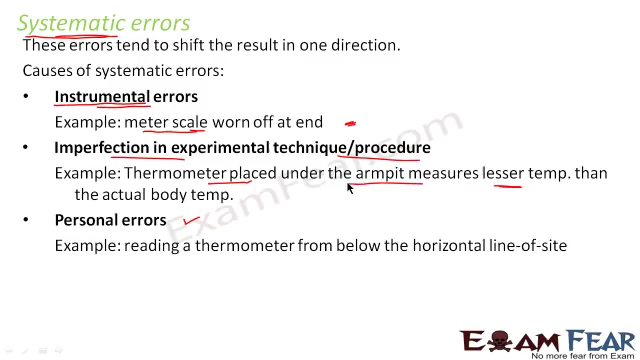 Systematic errors
These errors tend to shift the result in one direction.
Causes of systematic errors:
• Instrumental errors
Example: meter scale worn off at end
• Imperfection in experimental technique/procedure
Example: Thermometer placed under the armpit measures lesser temp. than
the actual body temp.
• Personal errors
Example: reading a thermometer from below the horizontal line-of-site
ExamFear.com
EXAM FEAR
No more fear from Exam